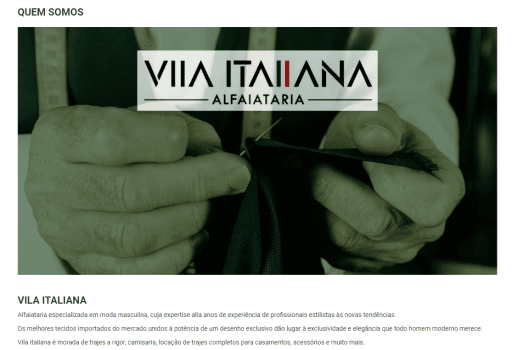 QUEM SOMOS
VIIA ITAIIANA
ALFAIATARIA
VILA ITALIANA
Alfaiataria especializada em moda masculina, cuja expertise alia anos de experiência de profissionais estilistas às novas tendências.
Os melhores tecidos importados do mercado unidos à potência de um desenho exclusivo dão lugar à exclusividade e elegância que todo homem moderno merece.
Vila italiana é morada de trajes a rigor, camisaria, locação de trajes completos para casamentos, acessórios e muito mais.